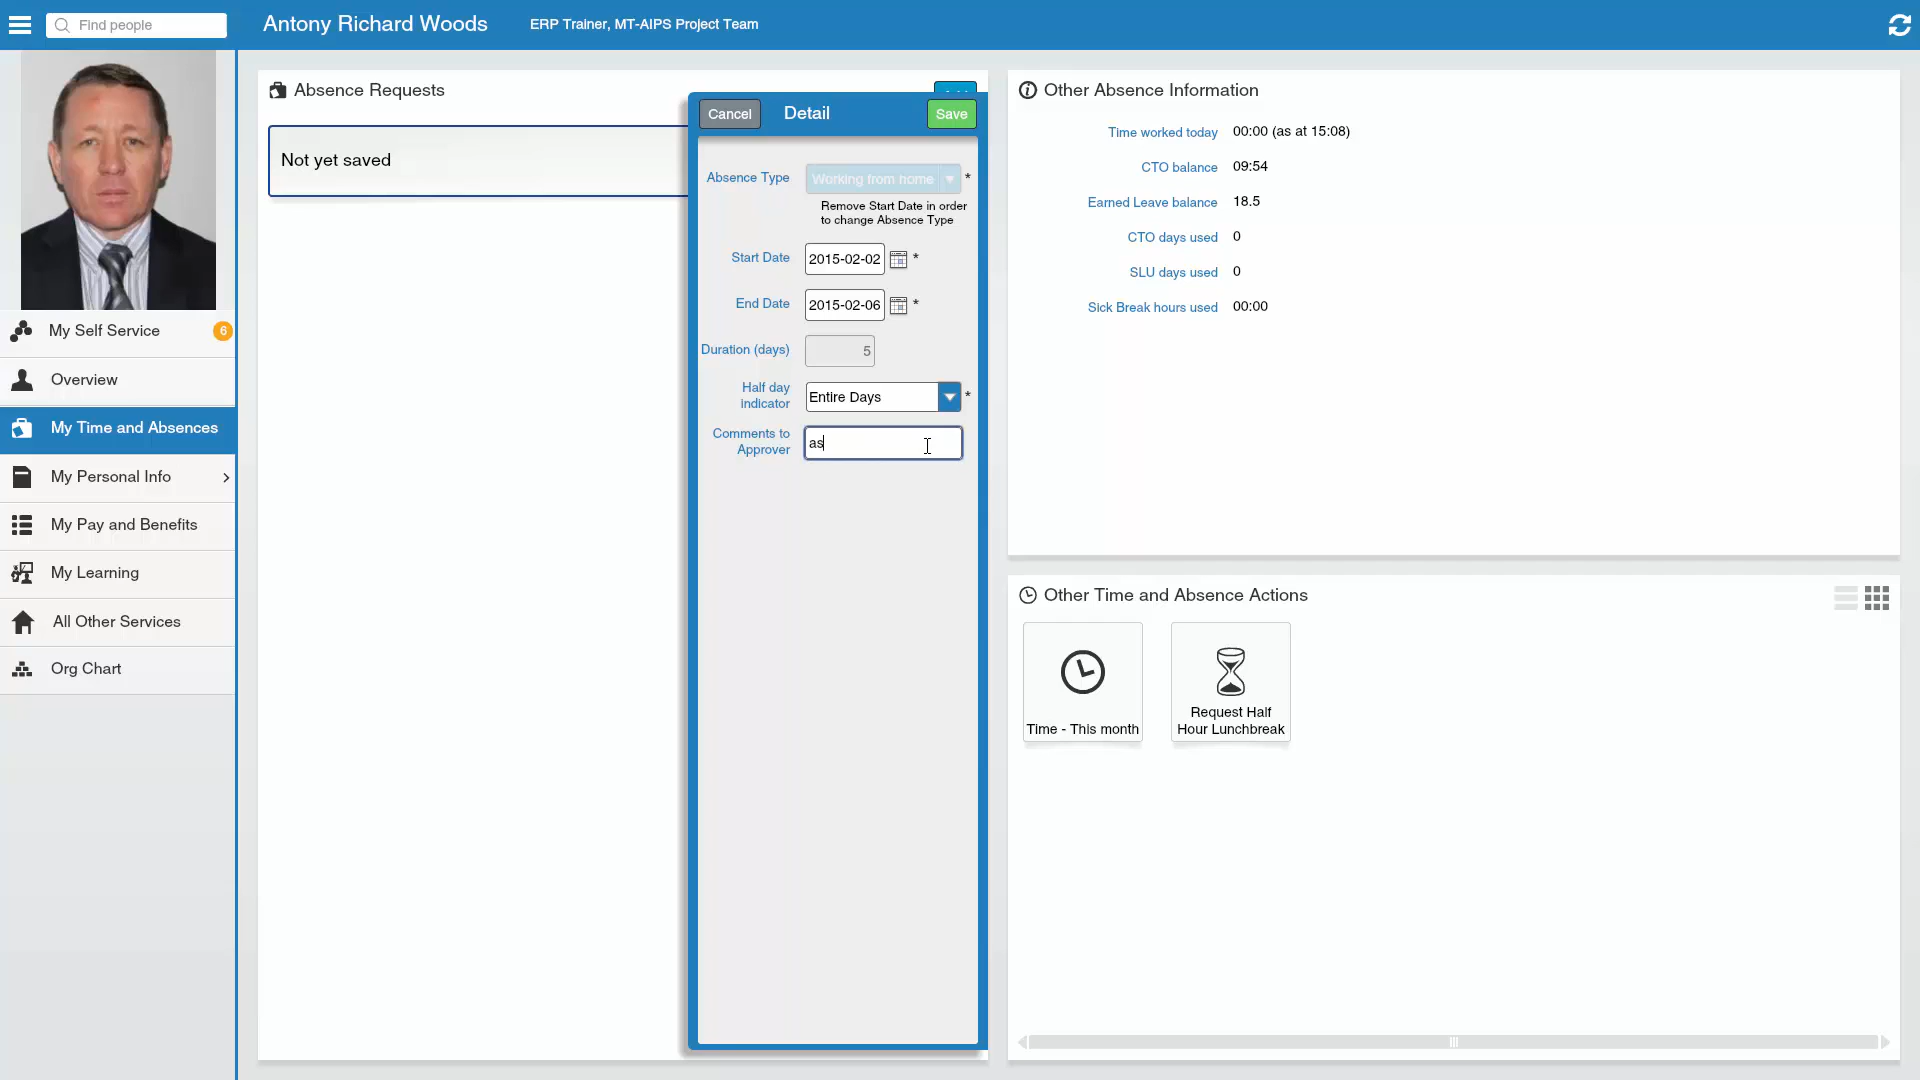 Find people
Antony Richard Woods
ERP Trainer, MT-AIPS Project Team
My Self Service
6
Overview
My Time and Absences
My Personal Info
My Pay and Benefits
My Learning
All Other Services
Org Chart
Absence Requests
Not yet saved
Cancel
Detail
Save
Absence Type
Working from home
*
Remove Start Date in order
to change Absence Type
Start Date
2015-02-02
*
End Date
2015-02-06
*
Duration (days)
5
Half day
indicator
Entire Days
*
Comments to
Approver
as
Other Absence Information
Time worked today 00:00 (as at 15:08)
CTO balance 09:54
Earned Leave balance 18.5
CTO days used 0
SLU days used 0
Sick Break hours used 00:00
Other Time and Absence Actions
Time - This month
Request Half
Hour Lunchbreak